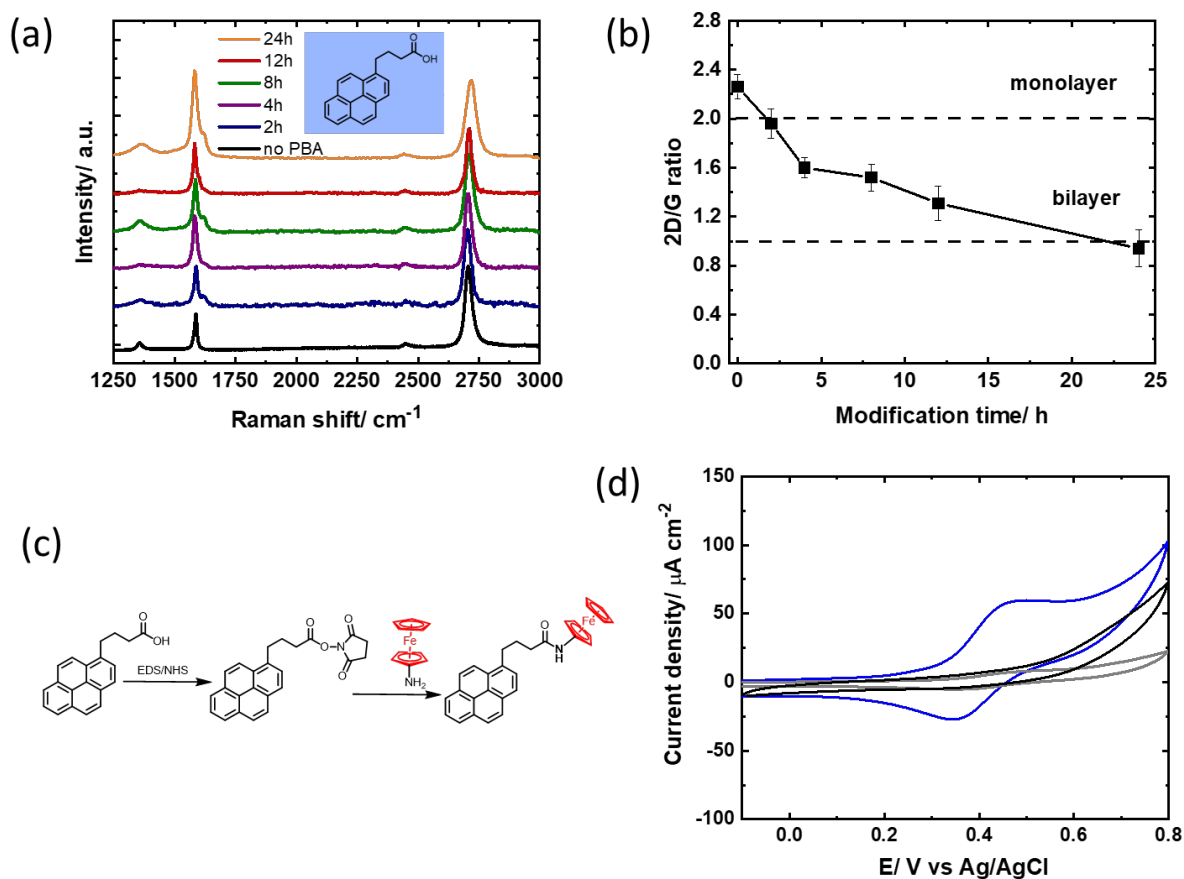 (a)
24h
12h
8h
4h
2h
no PBA
O
OH
Intensity/ a.u.
1250 1500 1750 2000 2250 2500 2750 3000
Raman shift/ cm-1
(b)
2.8
2.4
2.0
1.6
1.2
0.8
0.4
0.0
monolayer
bilayer
2D/G ratio
0 5 10 15 20 25
Modification time/ h
(c)
O
OH
EDS/NHS
O
O
O
N
O
Fe
NH2
O
N
H
Fe
(d)
150
100
50
0
-50
-100
Current density/ μA cm-2
0.0 0.2 0.4 0.6 0.8
E/ V vs Ag/AgCl